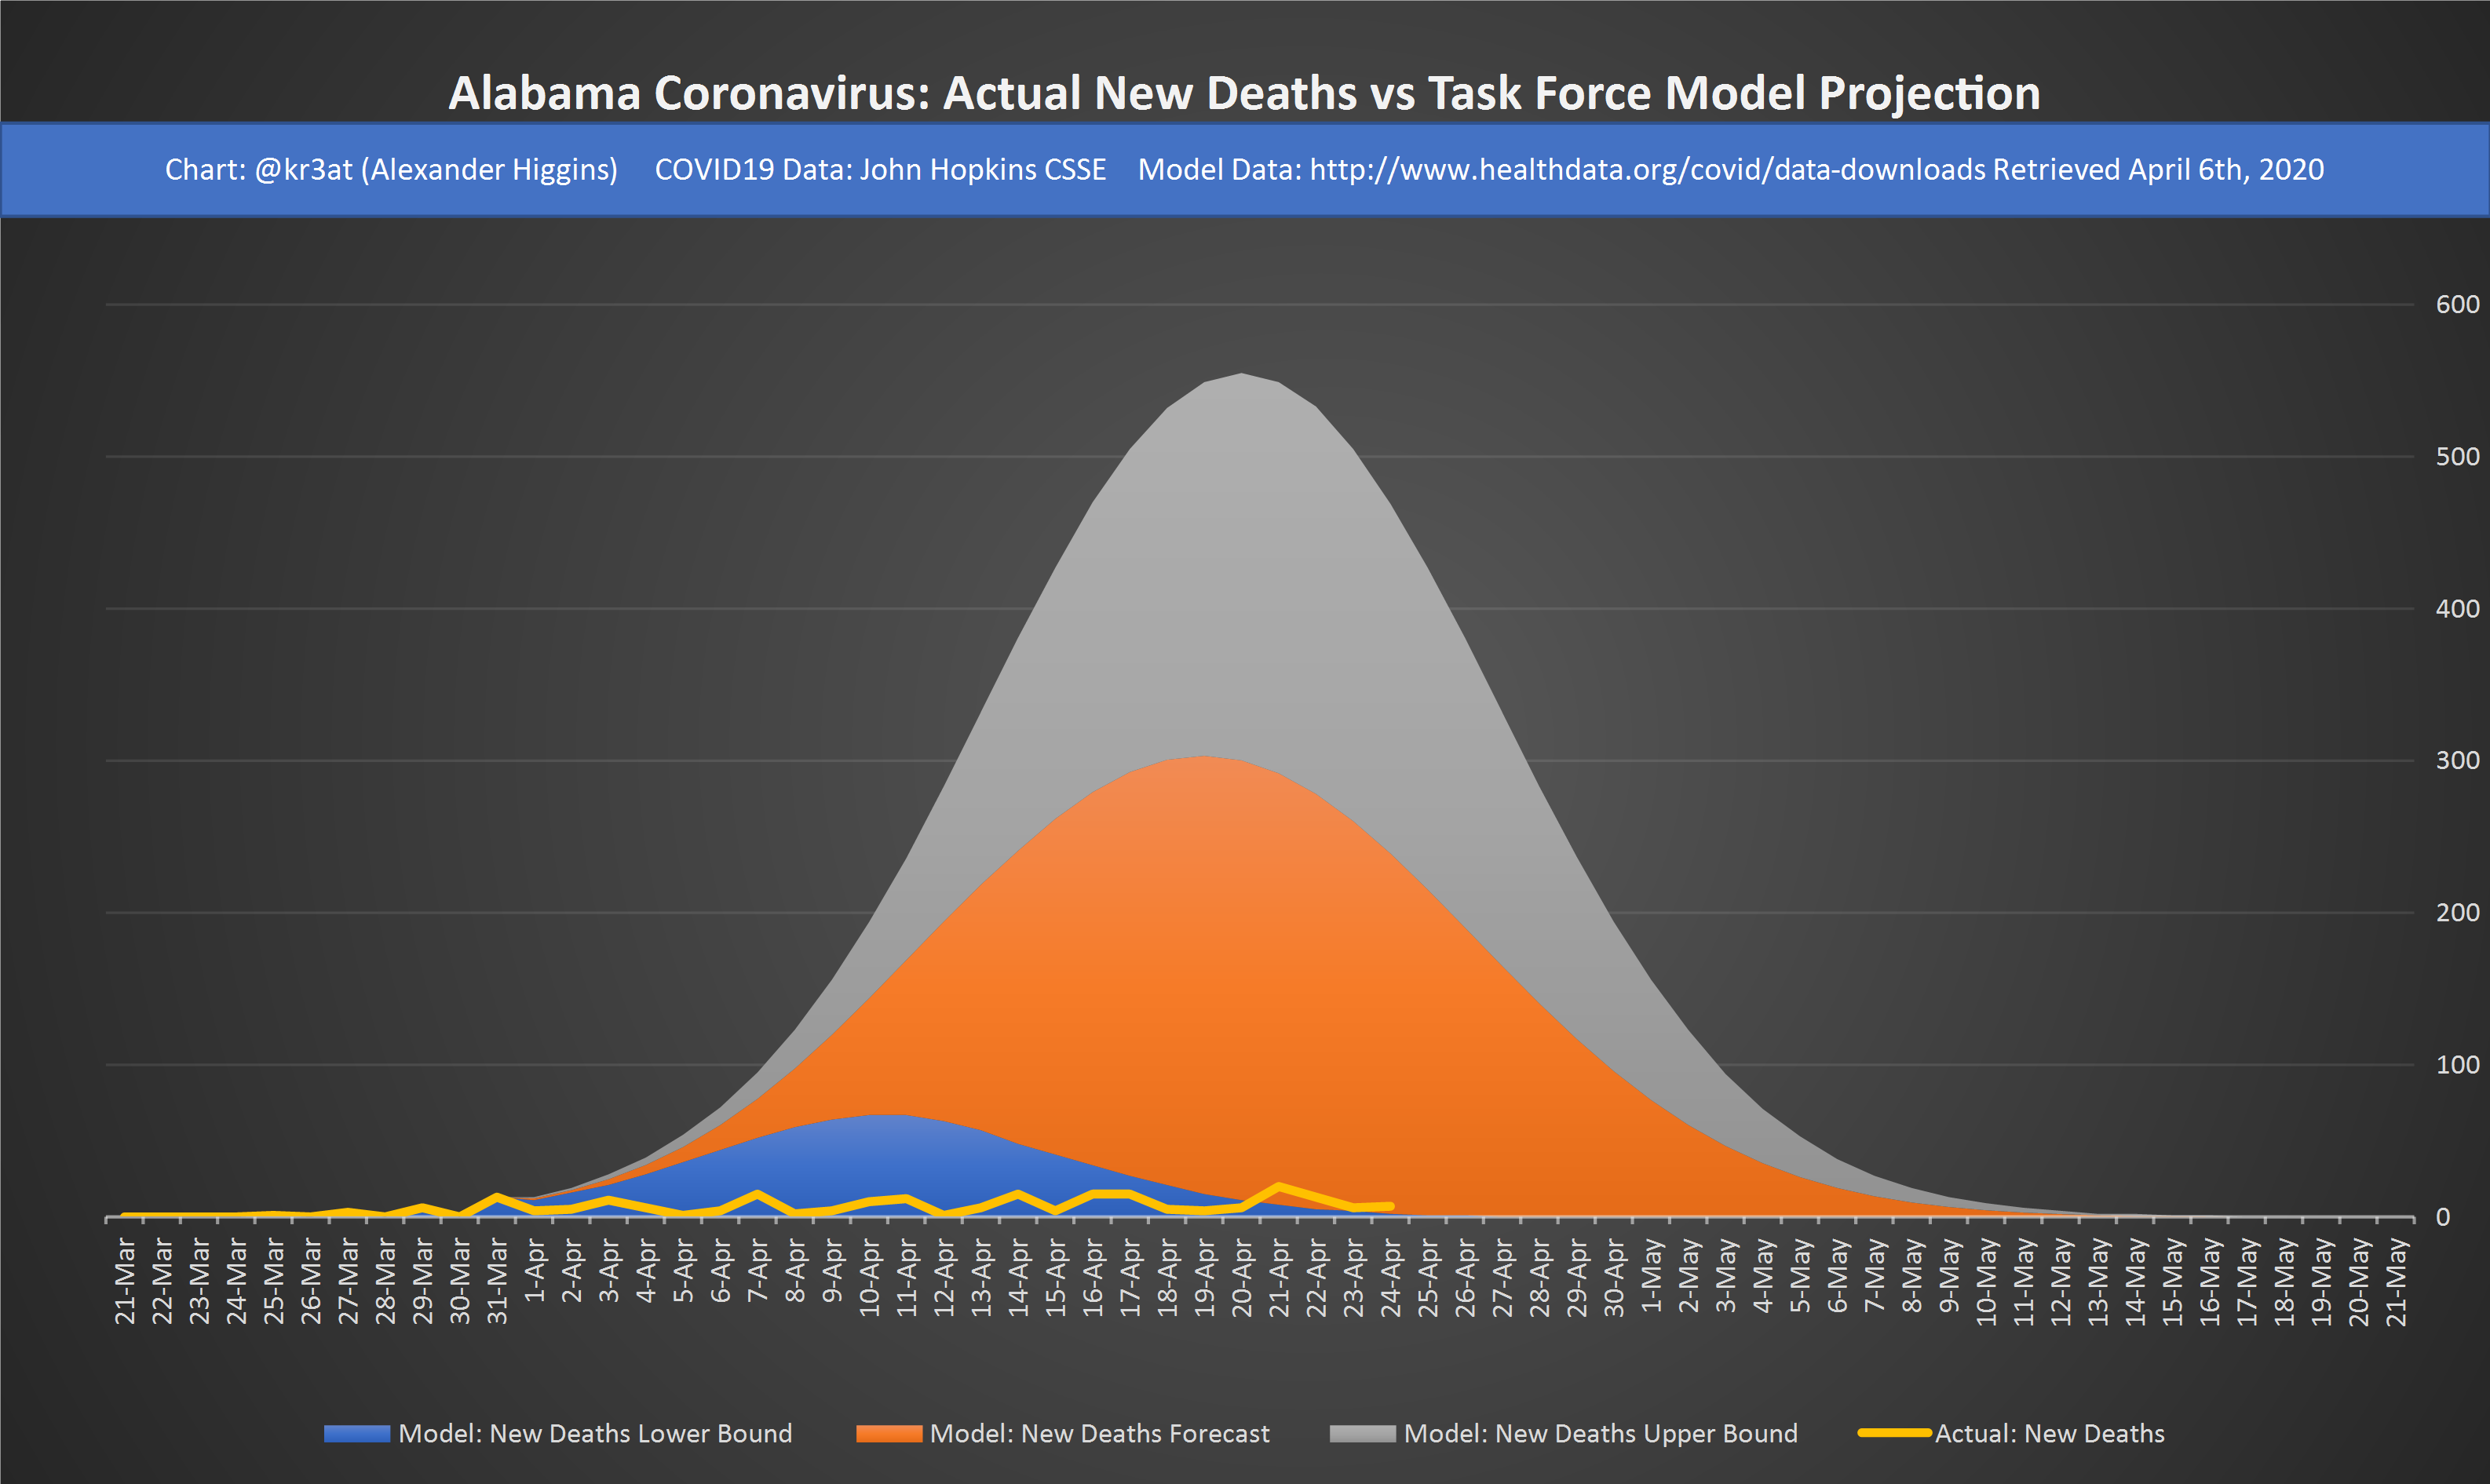 Alabama Coronavirus: Actual New Deaths vs Task Force Model Projection
Chart: @kr3at (Alexander Higgins) COVID19 Data: John Hopkins CSSE Model Data: http://www.healthdata.org/covid/data-downloads Retrieved April 6th, 2020
600
500
400
300
200
100
0
21-Mar
22-Mar
23-Mar
24-Mar
25-Mar
26-Mar
27-Mar
28-Mar
29-Mar
30-Mar
31-Mar
1-Apr
2-Apr
3-Apr
4-Apr
5-Apr
6-Apr
7-Apr
8-Apr
9-Apr
10-Apr
11-Apr
12-Apr
13-Apr
14-Apr
15-Apr
16-Apr
17-Apr
18-Apr
19-Apr
20-Apr
21-Apr
22-Apr
23-Apr
24-Apr
25-Apr
26-Apr
27-Apr
28-Apr
29-Apr
30-Apr
1-May
2-May
3-May
4-May
5-May
6-May
7-May
8-May
9-May
10-May
11-May
12-May
13-May
14-May
15-May
16-May
17-May
18-May
19-May
20-May
21-May
Model: New Deaths Lower Bound
Model: New Deaths Forecast
Model: New Deaths Upper Bound
Actual: New Deaths